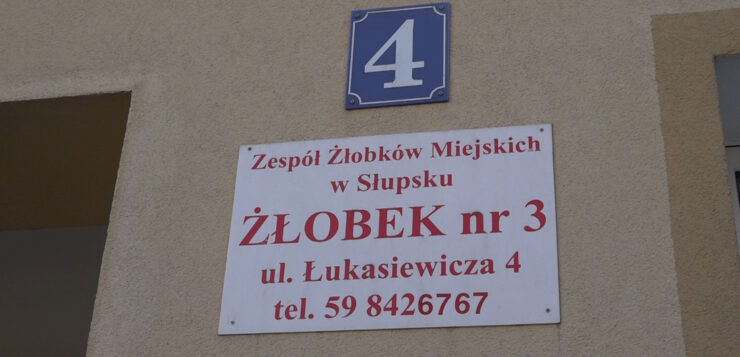 4
Zespół Żłobków Miejskich
w Słupsku
ŻŁOBEK nr 3
ul. Łukasiewicza 4
tel. 59 8426767